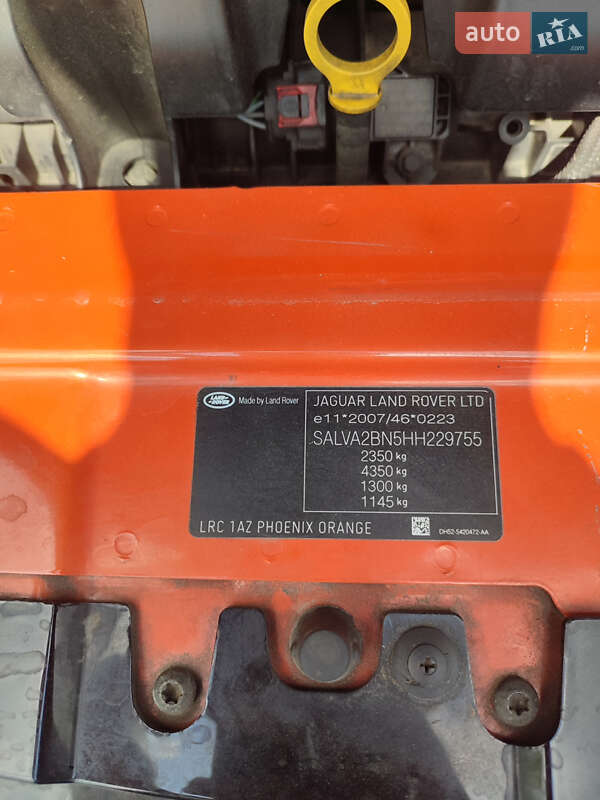 auto RIA
.com
LAND ROVER
Made by Land Rover
JAGUAR LAND ROVER LTD
e11*2007/46*0223
SALVA2BN5HH229755
2350 kg
4350 kg
1300 kg
1145 kg
LRC 1AZ PHOENIX ORANGE
DH52-5420472-AA